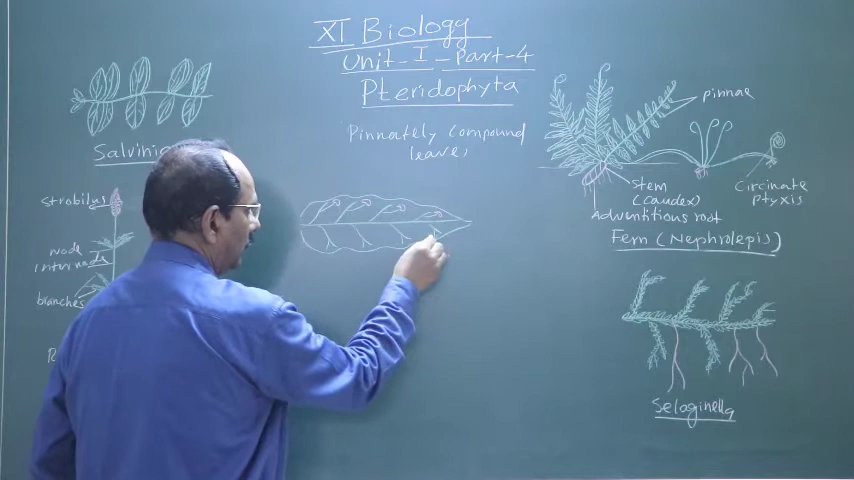 XI Biology
Unit-I-Part-4
Pteridophyta
Pinnately compound
leaves
Salvinia
strobilus
node
internode
branches
R
pinnae
stem
(caudex)
Adventitious root
circinate
ptyxis
Fern (Nephrolepis)
Selaginella